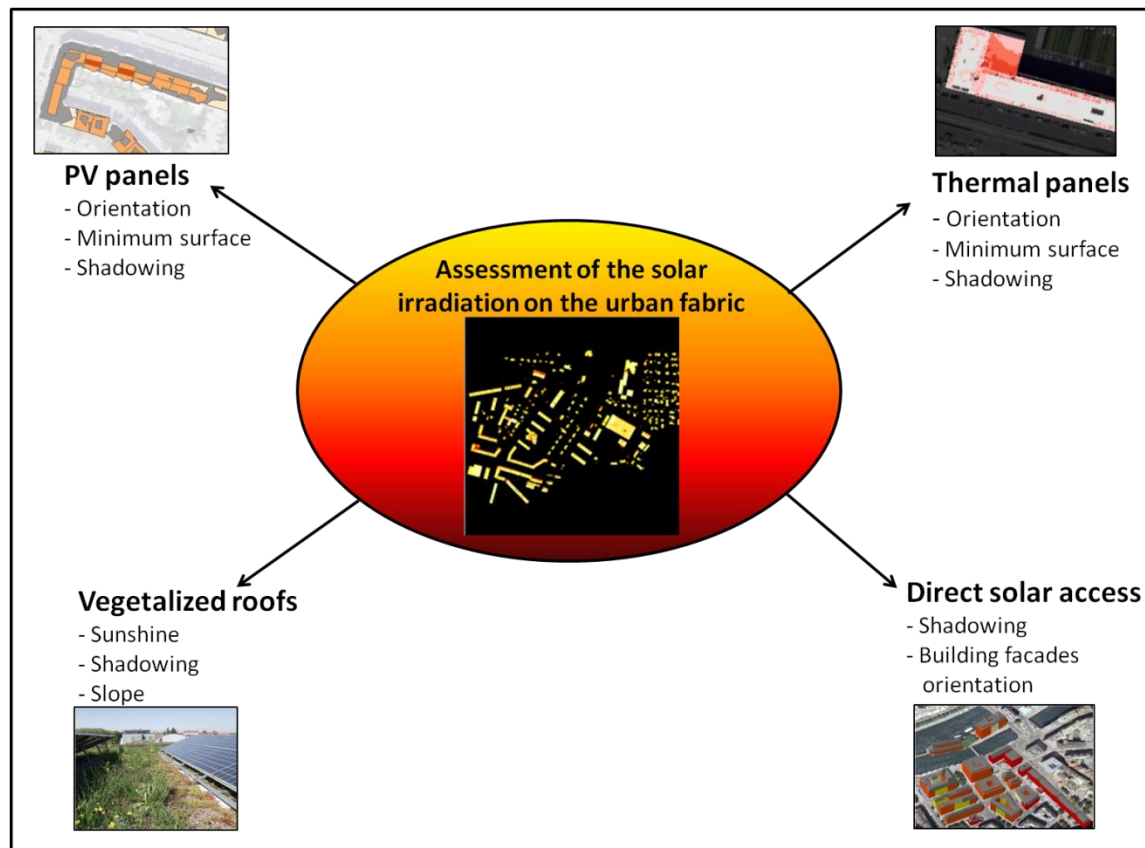 PV panels
- Orientation
- Minimum surface
- Shadowing
Thermal panels
- Orientation
- Minimum surface
- Shadowing
Assessment of the solar
irradiation on the urban fabric
Vegetalized roofs
- Sunshine
- Shadowing
- Slope
Direct solar access
- Shadowing
- Building facades
orientation